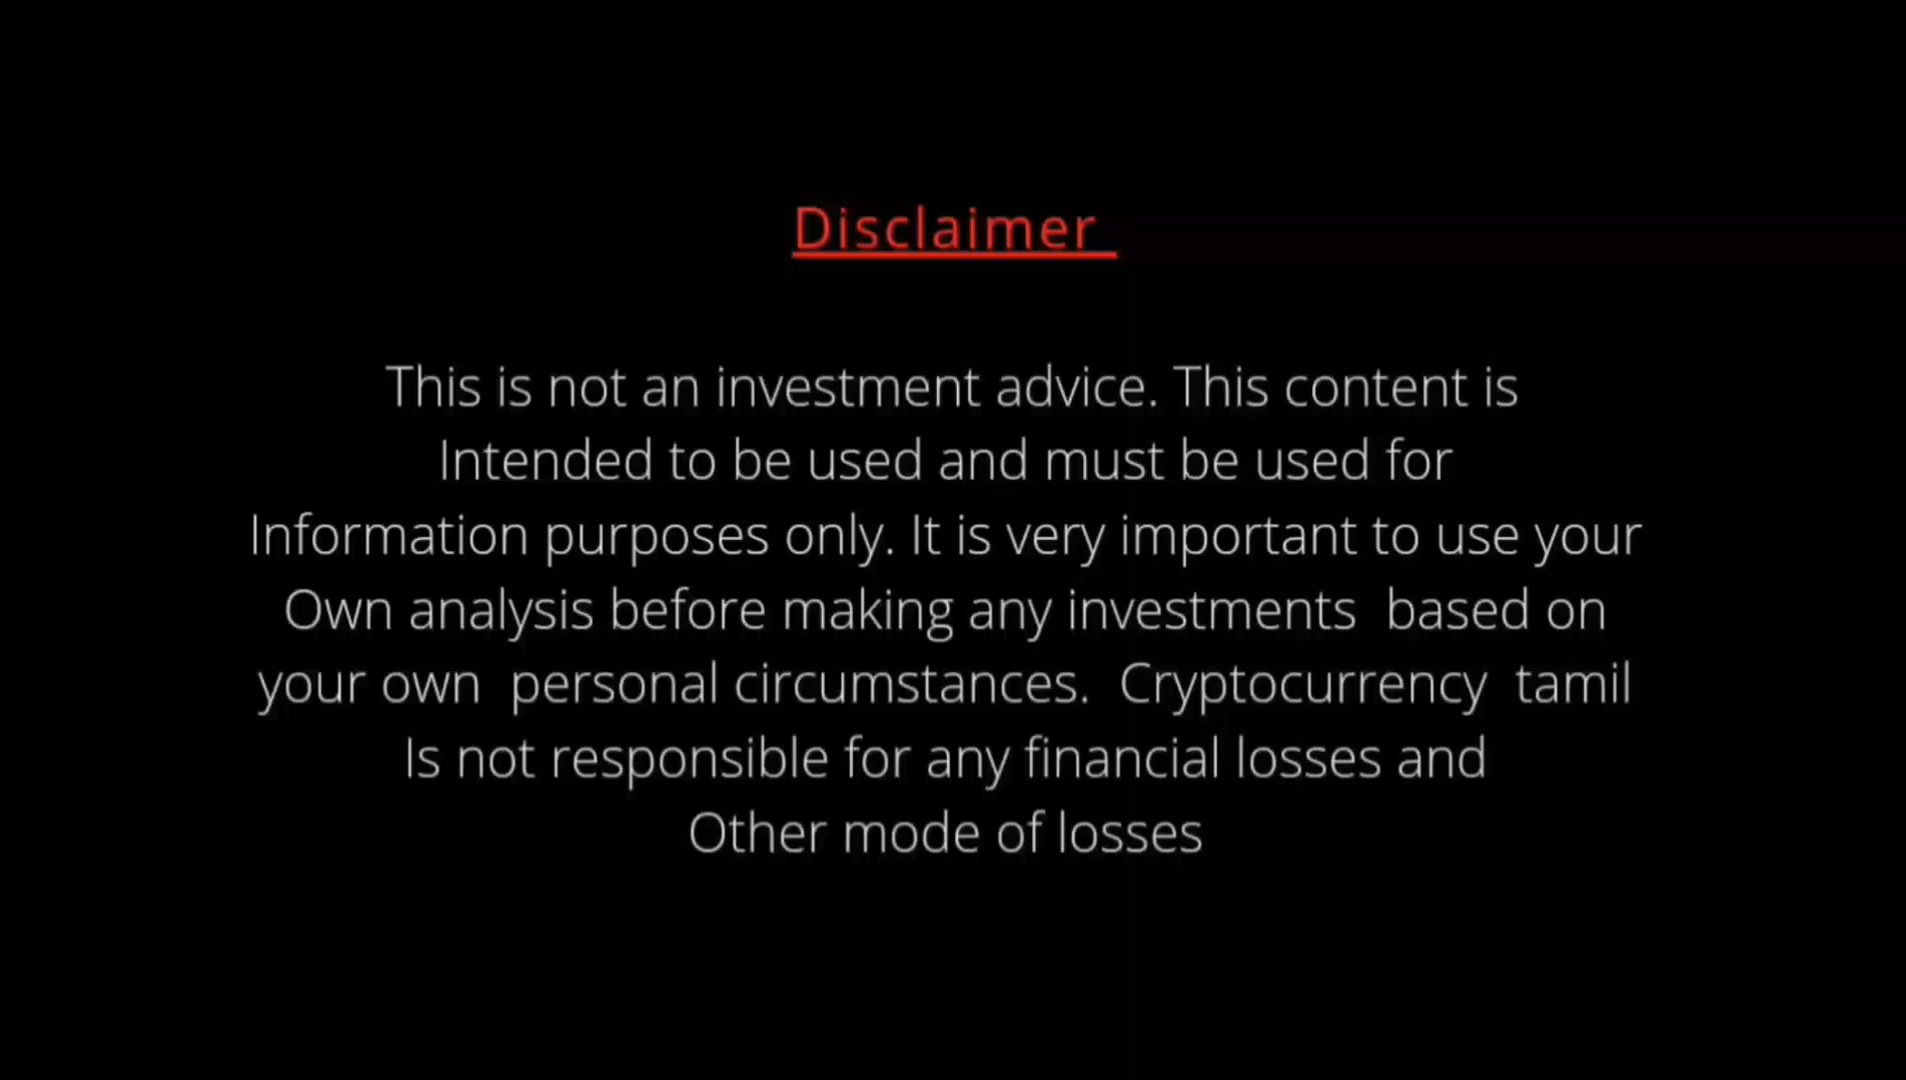 Disclaimer
This is not an investment advice. This content is
Intended to be used and must be used for
Information purposes only. It is very important to use your
Own analysis before making any investments  based on
your own  personal circumstances.  Cryptocurrency  tamil
Is not responsible for any financial losses and
Other mode of losses